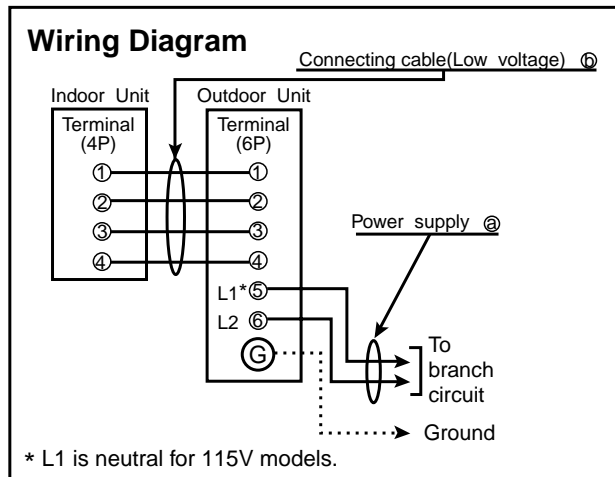 Wiring Diagram
Connecting cable(Low voltage) ⓑ
Indoor Unit
Outdoor Unit
Terminal
(4P)
Terminal
(6P)
① ①
② ②
③ ③
④ ④
Power supply ⓐ
L1* ⑤
L2 ⑥
Ⓖ
To
branch
circuit
Ground
* L1 is neutral for 115V models.